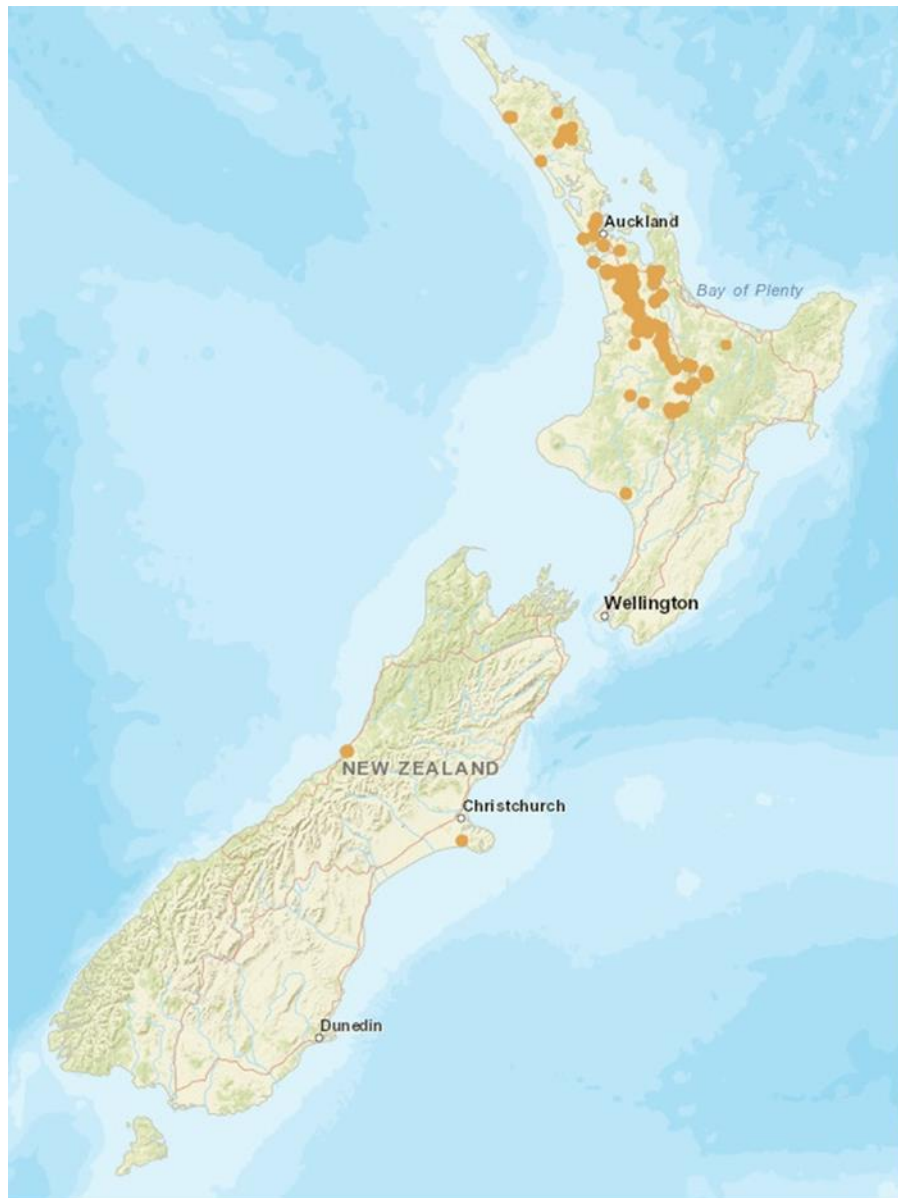 Auckland
Bay of Plenty
Wellington
NEW ZEALAND
Christchurch
Dunedin